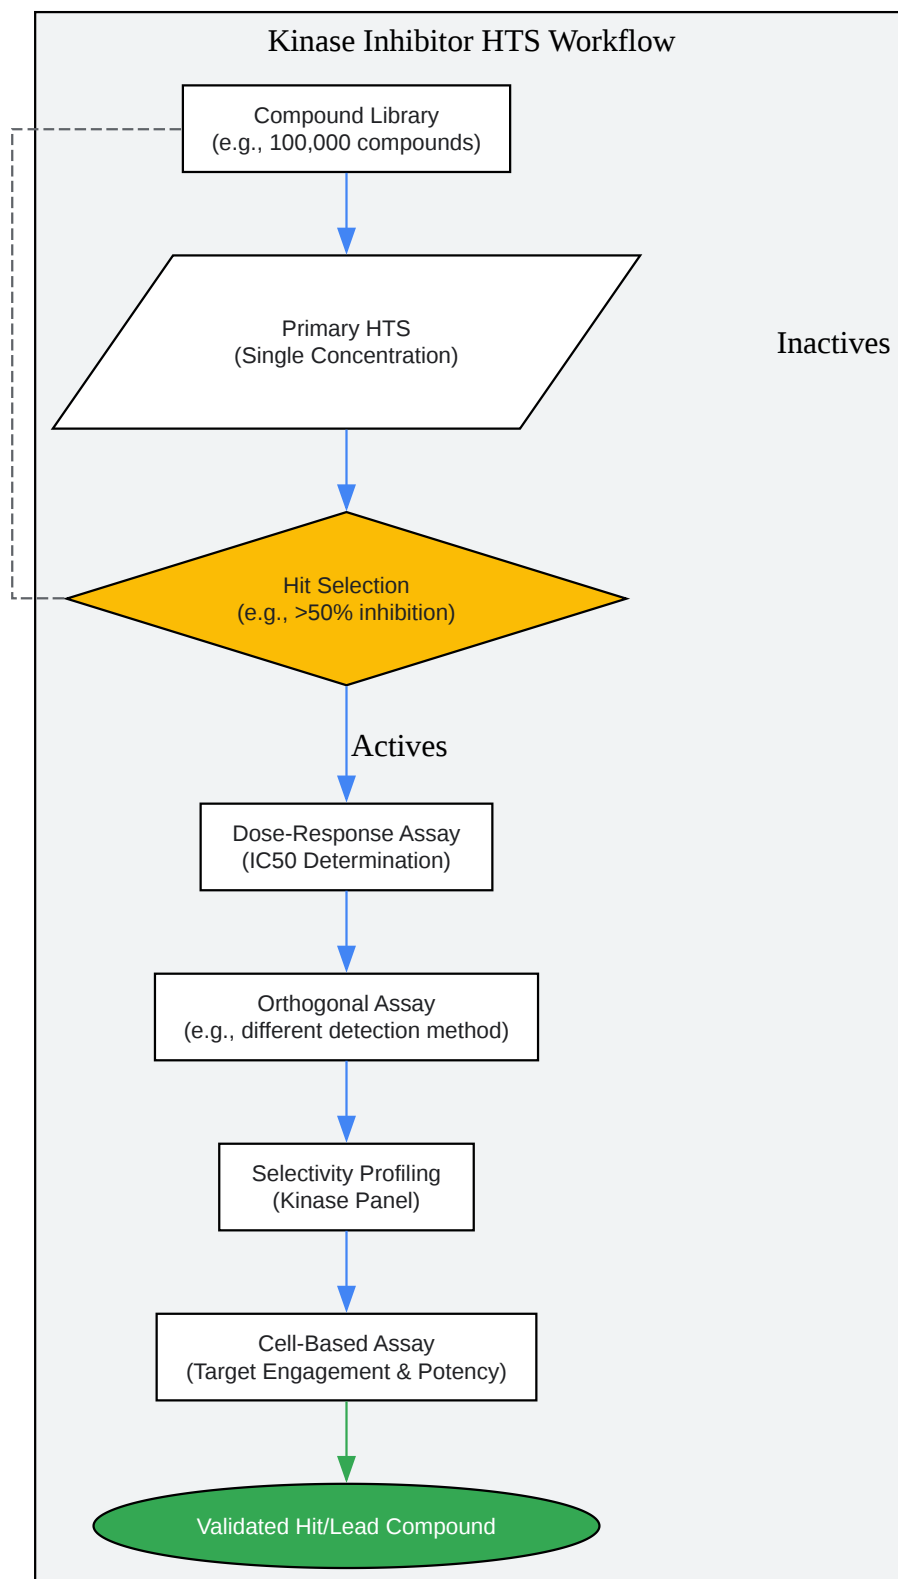 Kinase Inhibitor HTS Workflow
Compound Library
(e.g., 100,000 compounds)
Primary HTS
(Single Concentration)
Inactives
Hit Selection
(e.g., >50% inhibition)
Actives
Dose-Response Assay
(IC50 Determination)
Orthogonal Assay
(e.g., different detection method)
Selectivity Profiling
(Kinase Panel)
Cell-Based Assay
(Target Engagement & Potency)
Validated Hit/Lead Compound